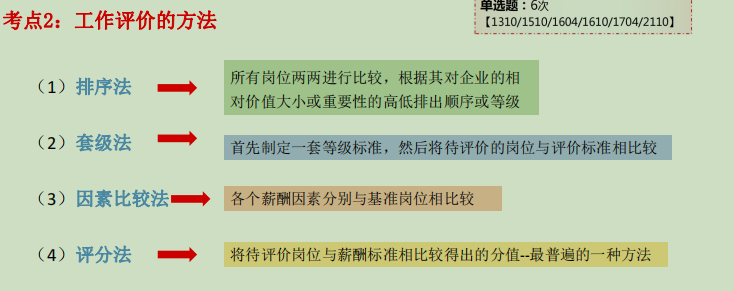 单选题：6次
考点2：工作评价的方法
【1310/1510/1604/1610/1704/2110】
（1）排序法
所有岗位两两进行比较，根据其对企业的相
对价值大小或重要性的高低排出顺序或等级
（2）套级法
首先制定一套等级标准，然后将待评价的岗位与评价标准相比较
（3）因素比较法
各个薪酬因素分别与基准岗位相比较
（4）评分法
将待评价岗位与薪酬标准相比较得出的分值--最普遍的一种方法